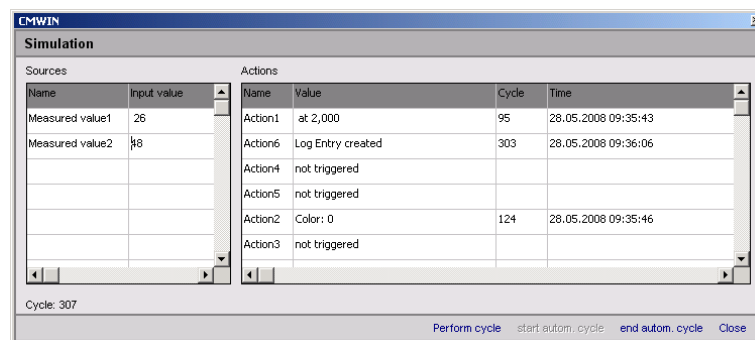 CMWIN
Simulation
Sources
Actions
Name Input value
Name Value Cycle Time
Measured value1 26
Action1 at 2,000 95 28.05.2008 09:35:43
Measured value2 48
Action6 Log Entry created 303 28.05.2008 09:36:06
Action4 not triggered
Action5 not triggered
Action2 Color: 0 124 28.05.2008 09:35:46
Action3 not triggered
Cycle: 307
Perform cycle start autom. cycle end autom. cycle Close